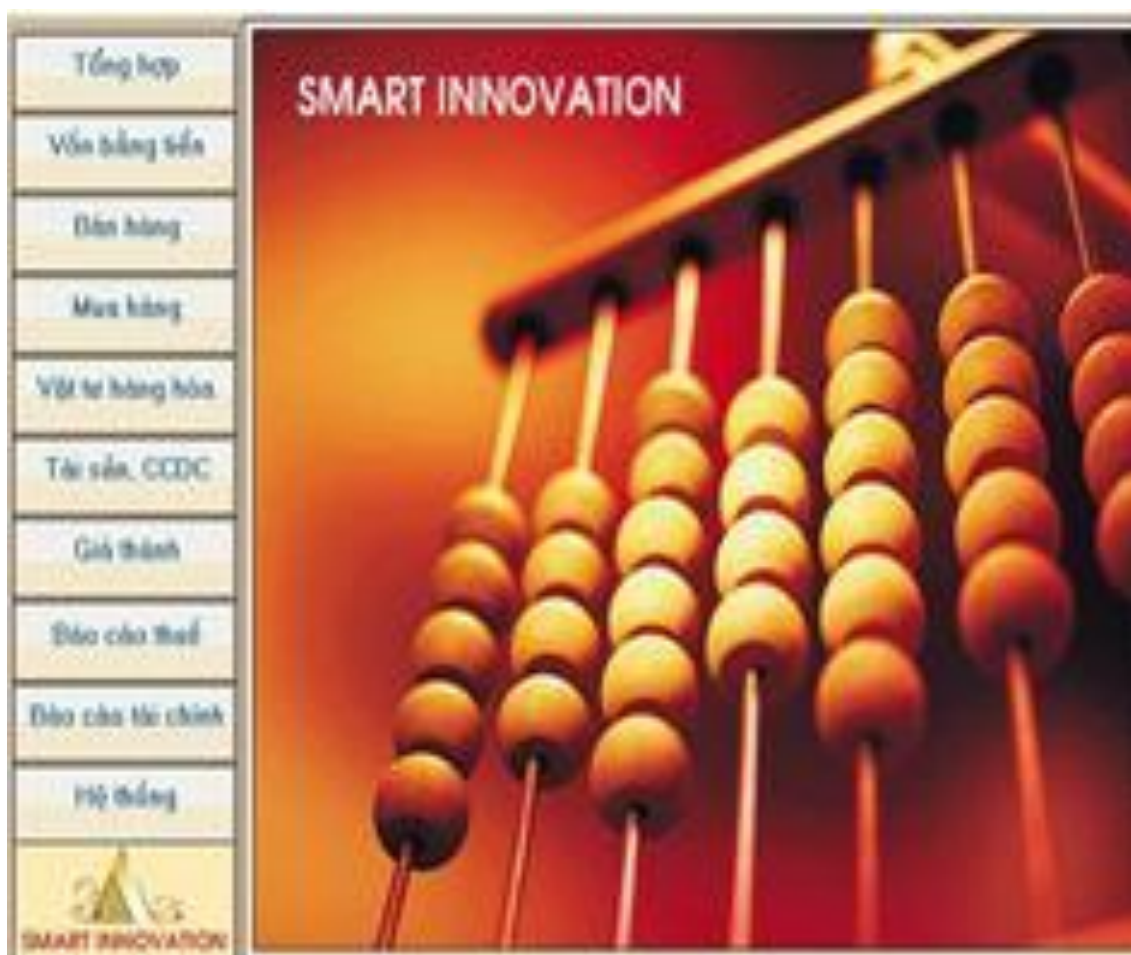 Tổng hợp
Vốn bằng tiền
Bán hàng
Mua hàng
Vật tư hàng hóa
Tài sản, CCDC
Giá thành
Báo cáo thuế
Báo cáo tài chính
Hệ thống
SMART INNOVATION
SMART INNOVATION